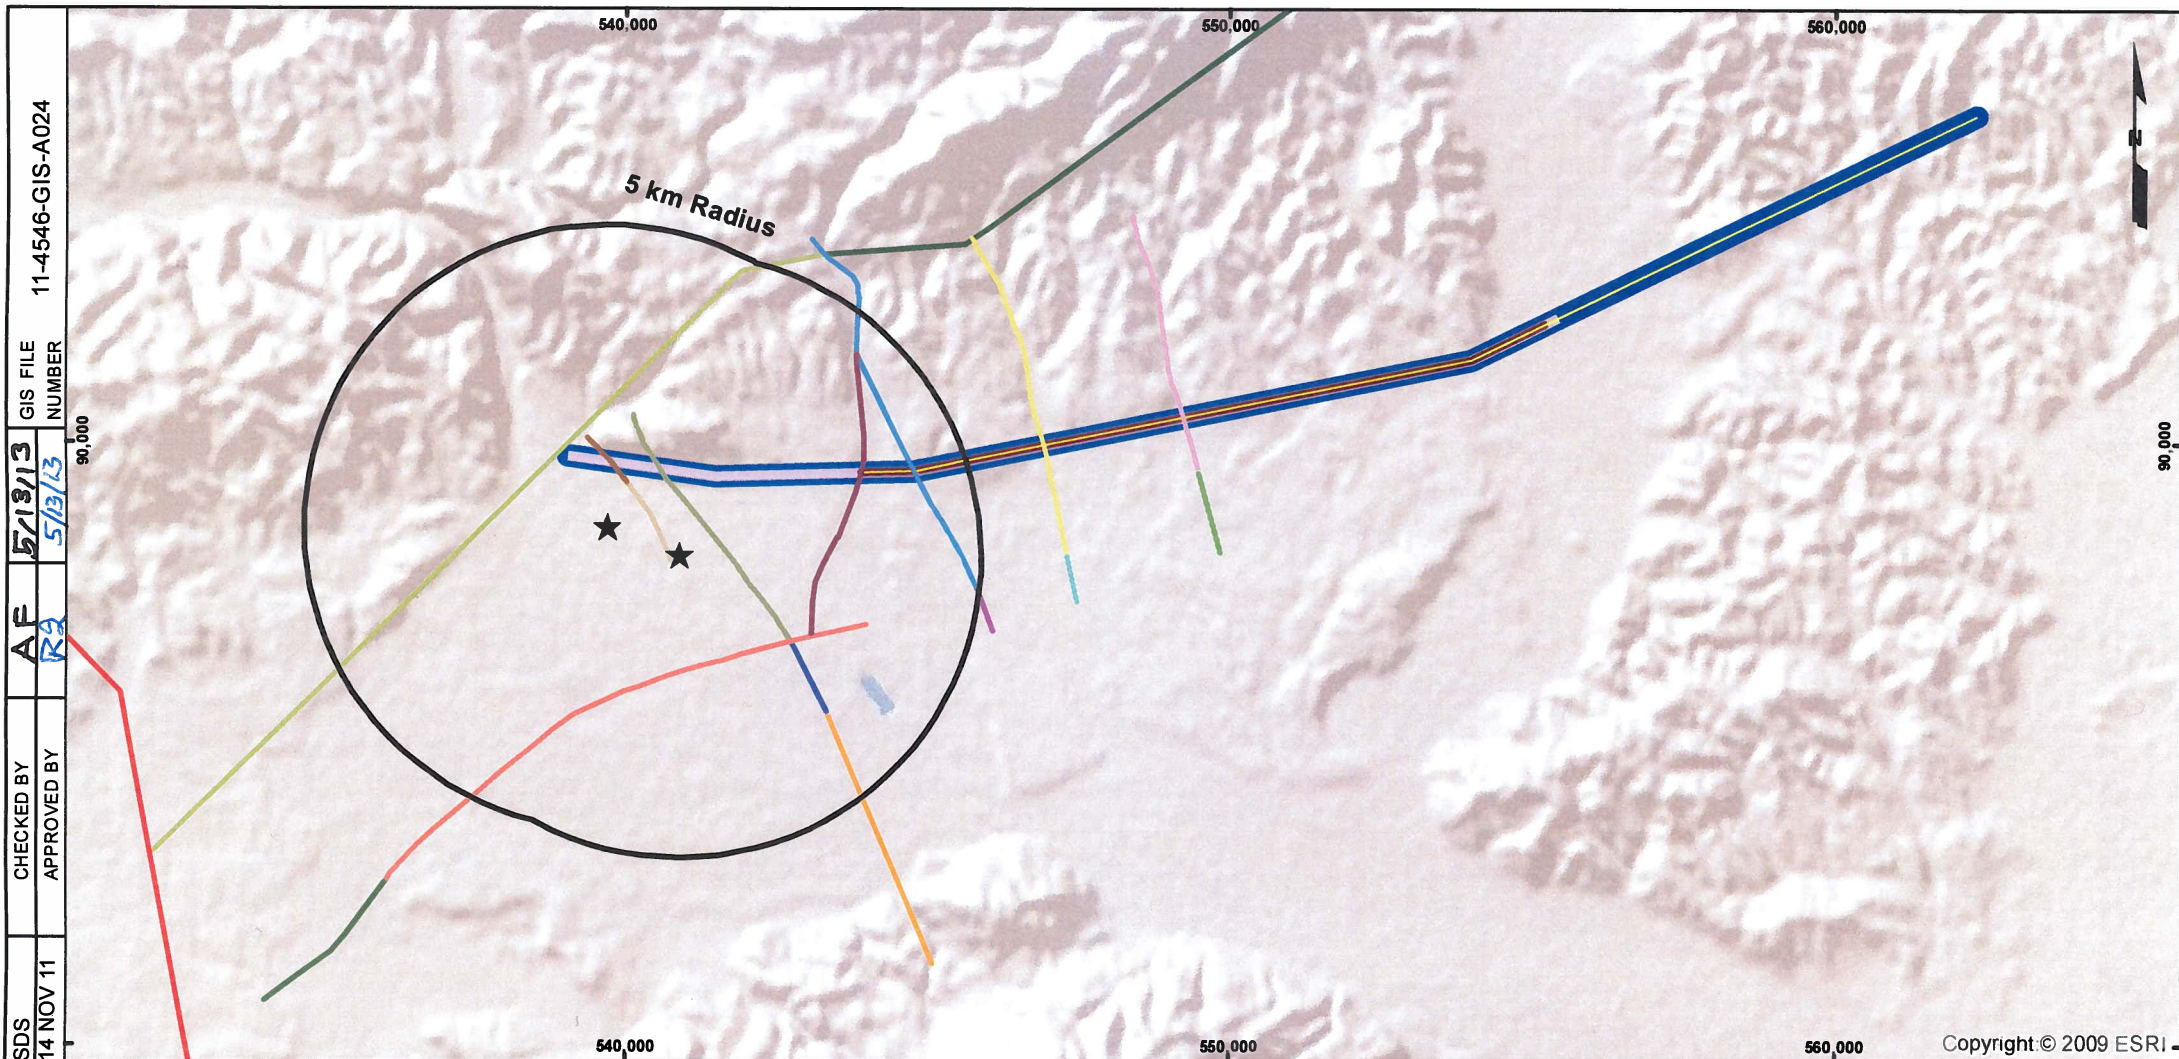 540,000
550,000
560,000
11-4546-GIS-A024
GIS FILE
NUMBER
5/13/13
5/13/13
AF
R2
CHECKED BY
APPROVED BY
SDS
14 NOV 11
5 km Radius
90,000
90,000
N
540,000
550,000
560,000
Copyright:© 2009 ESRI